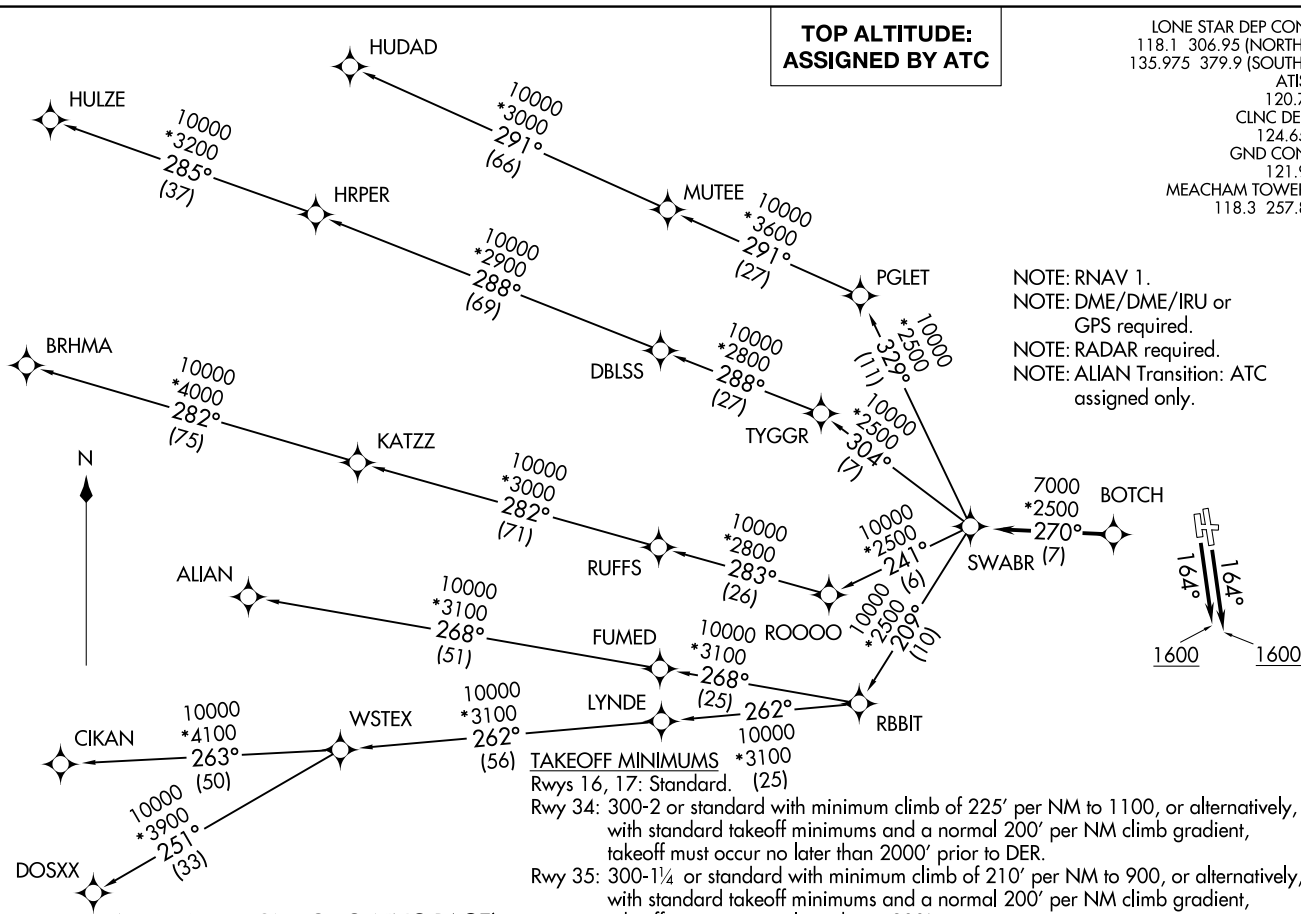 TOP ALTITUDE:
ASSIGNED BY ATC
LONE STAR DEP CON
118.1 306.95 (NORTH
135.975 379.9 (SOUTH
ATIS
120.7
CLNC DEL
124.65
GND CON
121.9
MEACHAM TOWER
118.3 257.8
HUDAD
10000
*3000
291°
(66)
HULZE
10000
*3200
285°
(37)
HRPER
MUTEE
10000
*3600
291°
(27)
PGLET
10000
*2900
288°
(69)
NOTE: RNAV 1.
NOTE: DME/DME/IRU or
GPS required.
NOTE: RADAR required.
NOTE: ALIAN Transition: ATC
assigned only.
10000
*2500
329°
(11)
BRHMA
10000
*4000
282°
(75)
DBLSS
10000
*2800
288°
(27)
TYGGR
10000
*2500
304°
(7)
N
KATZZ
10000
*3000
282°
(71)
RUFFS
10000
*2800
283°
(26)
ROOOO
10000
*2500
241°
(6)
SWABR
7000
*2500
270°
(7)
BOTCH
164°
164°
1600
1600
ALIAN
10000
*3100
268°
(51)
FUMED
10000
*3100
268°
(25)
10000
*2500
209°
(10)
RBBIT
LYNDE
262°
10000
*3100
(25)
10000
*3100
262°
(56)
WSTEX
CIKAN
10000
*4100
263°
(50)
10000
*3900
251°
(33)
DOSXX
TAKEOFF MINIMUMS
Rwys 16, 17: Standard.
Rwy 34: 300-2 or standard with minimum climb of 225' per NM to 1100, or alternatively,
with standard takeoff minimums and a normal 200' per NM climb gradient,
takeoff must occur no later than 2000' prior to DER.
Rwy 35: 300-1¼ or standard with minimum climb of 210' per NM to 900, or alternatively,
with standard takeoff minimums and a normal 200' per NM climb gradient,